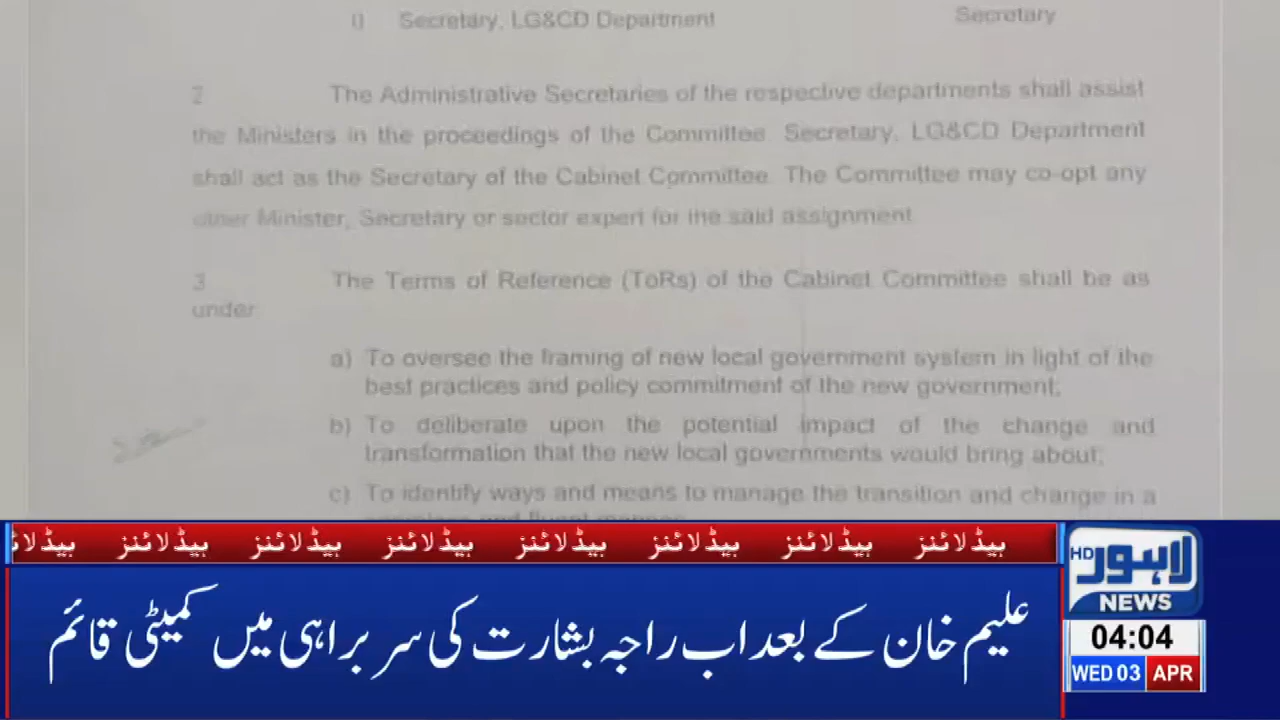 i) Secretary, LG&CD Department Secretary
2 The Administrative Secretaries of the respective departments shall assist
the Ministers in the proceedings of the Committee. Secretary, LG&CD Department
shall act as the Secretary of the Cabinet Committee. The Committee may co-opt any
other Minister, Secretary or sector expert for the said assignment
3 The Terms of Reference (ToRs) of the Cabinet Committee shall be as
under
a) To oversee the framing of new local government system in light of the
best practices and policy commitment of the new government;
b) To deliberate upon the potential impact of the change and
transformation that the new local governments would bring about;
c) To identify ways and means to manage the transition and change in a
and fluent manner
ہیڈلائنز ہیڈلائنز ہیڈلائنز ہیڈلائنز ہیڈلائنز ہیڈلائنز ہیڈلائنز ہیڈلائنز
علیم خان کے بعد اب راجہ بشارت کی سربراہی میں کمیٹی قائم
HD لاہور
NEWS
04:04
WED 03 APR